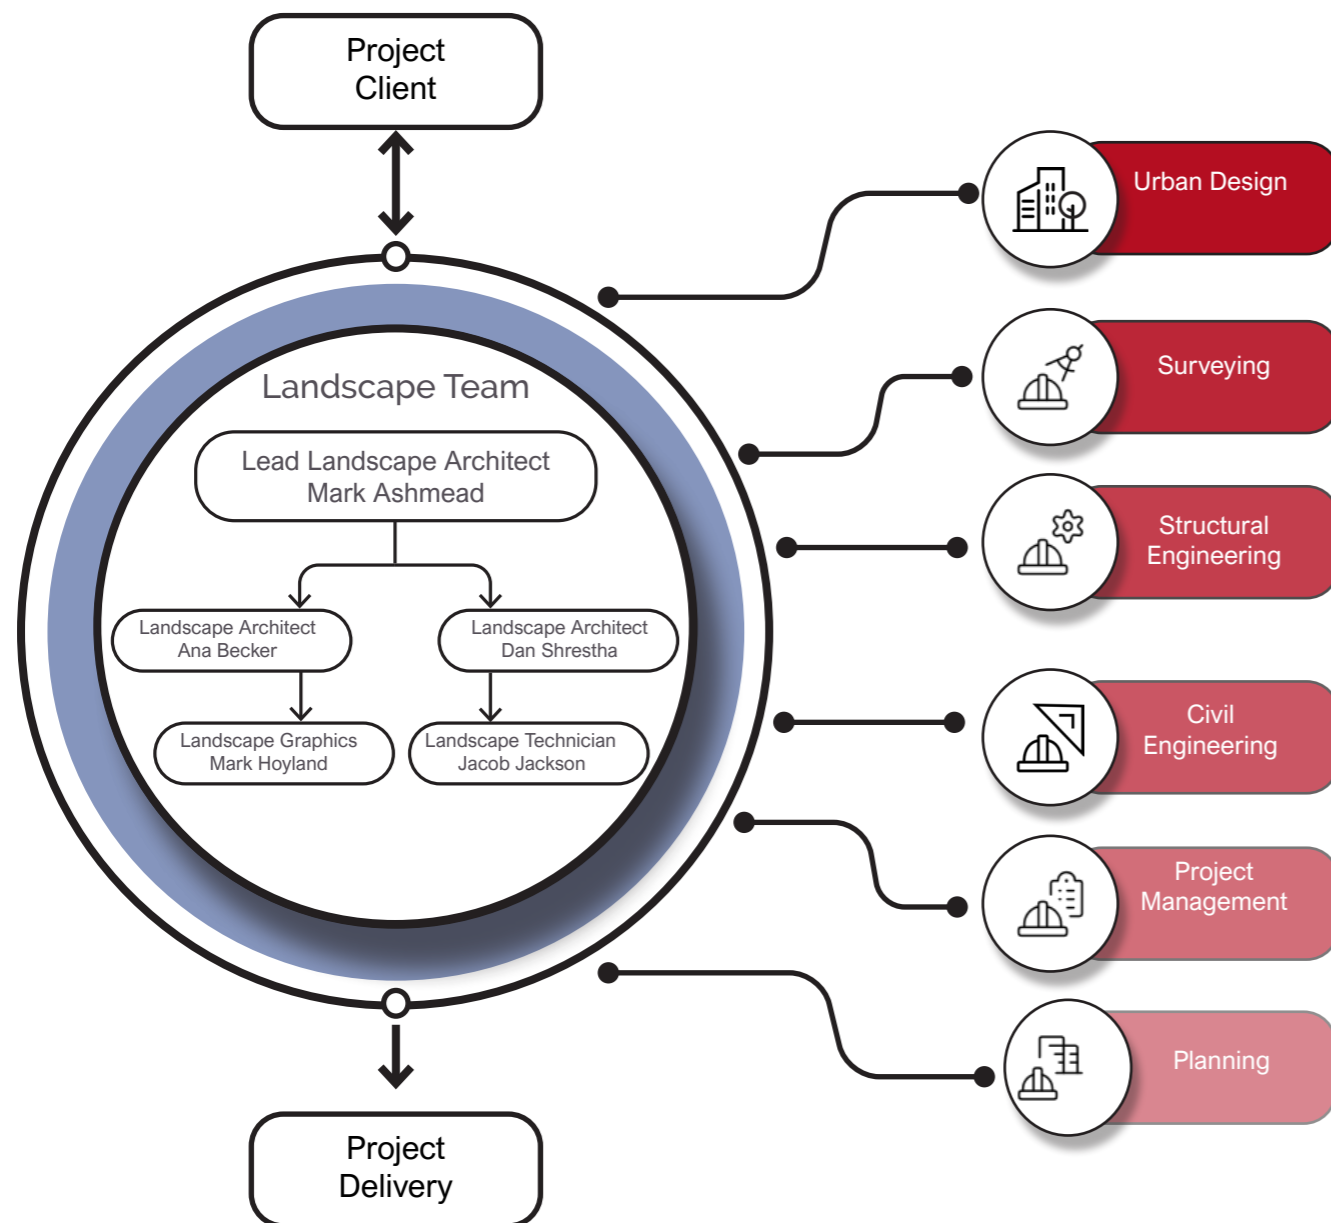 Project
Client
Urban Design
Surveying
Structural
Engineering
Civil
Engineering
Project
Management
Planning
Landscape Team
Lead Landscape Architect
Mark Ashmead
Landscape Architect
Ana Becker
Landscape Architect
Dan Shrestha
Landscape Graphics
Mark Hoyland
Landscape Technician
Jacob Jackson
Project
Delivery